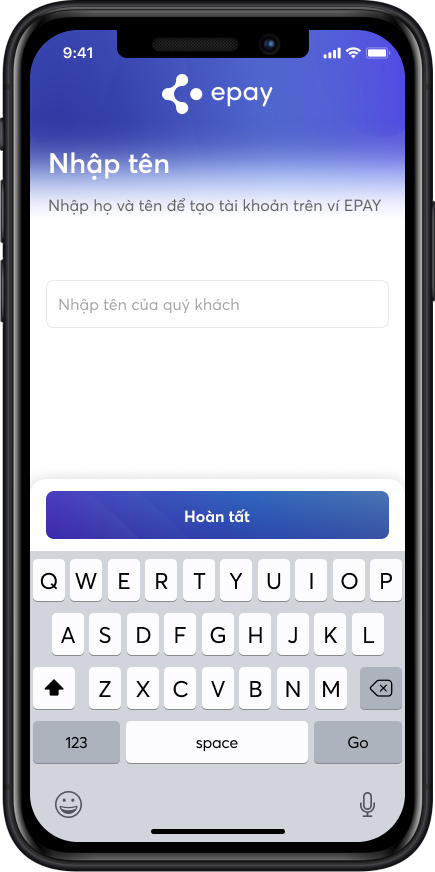 9:41
epay
Nhập tên
Nhập họ và tên để tạo tài khoản trên ví EPAY
Nhập tên của quý khách
Hoàn tất
Q W E R T Y U I O P
A S D F G H J K L
Z X C V B N M
123 space Go